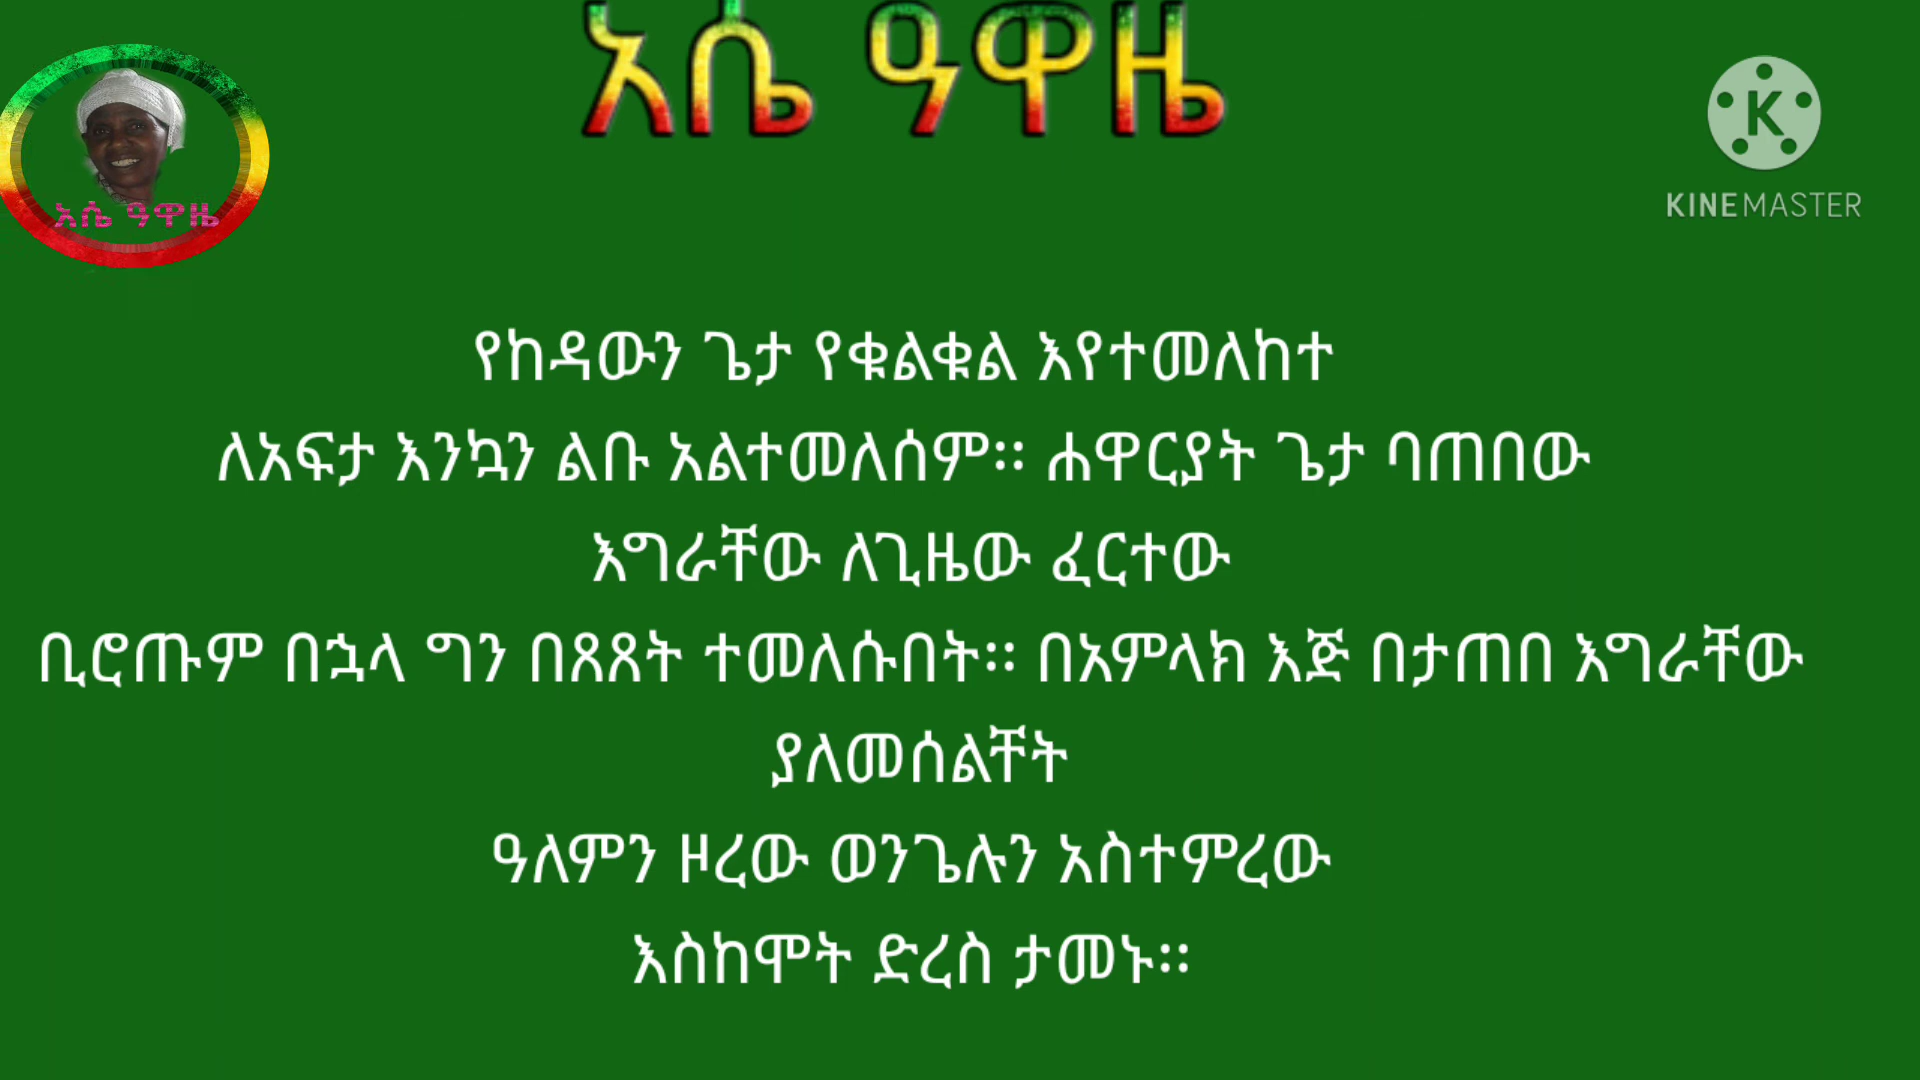 አሴ ዓዋዜ
አሴ ዓዋዜ
KINEMASTER
የከዳውን ጌታ የቁልቁል እየተመለከተ
ለአፍታ እንኳን ልቡ አልተመለሰም። ሐዋርያት ጌታ ባጠበው
እግራቸው ለጊዜው ፈርተው
ቢሮጡም በኋላ ግን በጸጸት ተመለሱበት። በአምላክ እጅ በታጠበ እግራቸው
ያለመሰልቸት
ዓለምን ዞረው ወንጌሉን አስተምረው
እስከሞት ድረስ ታመኑ።